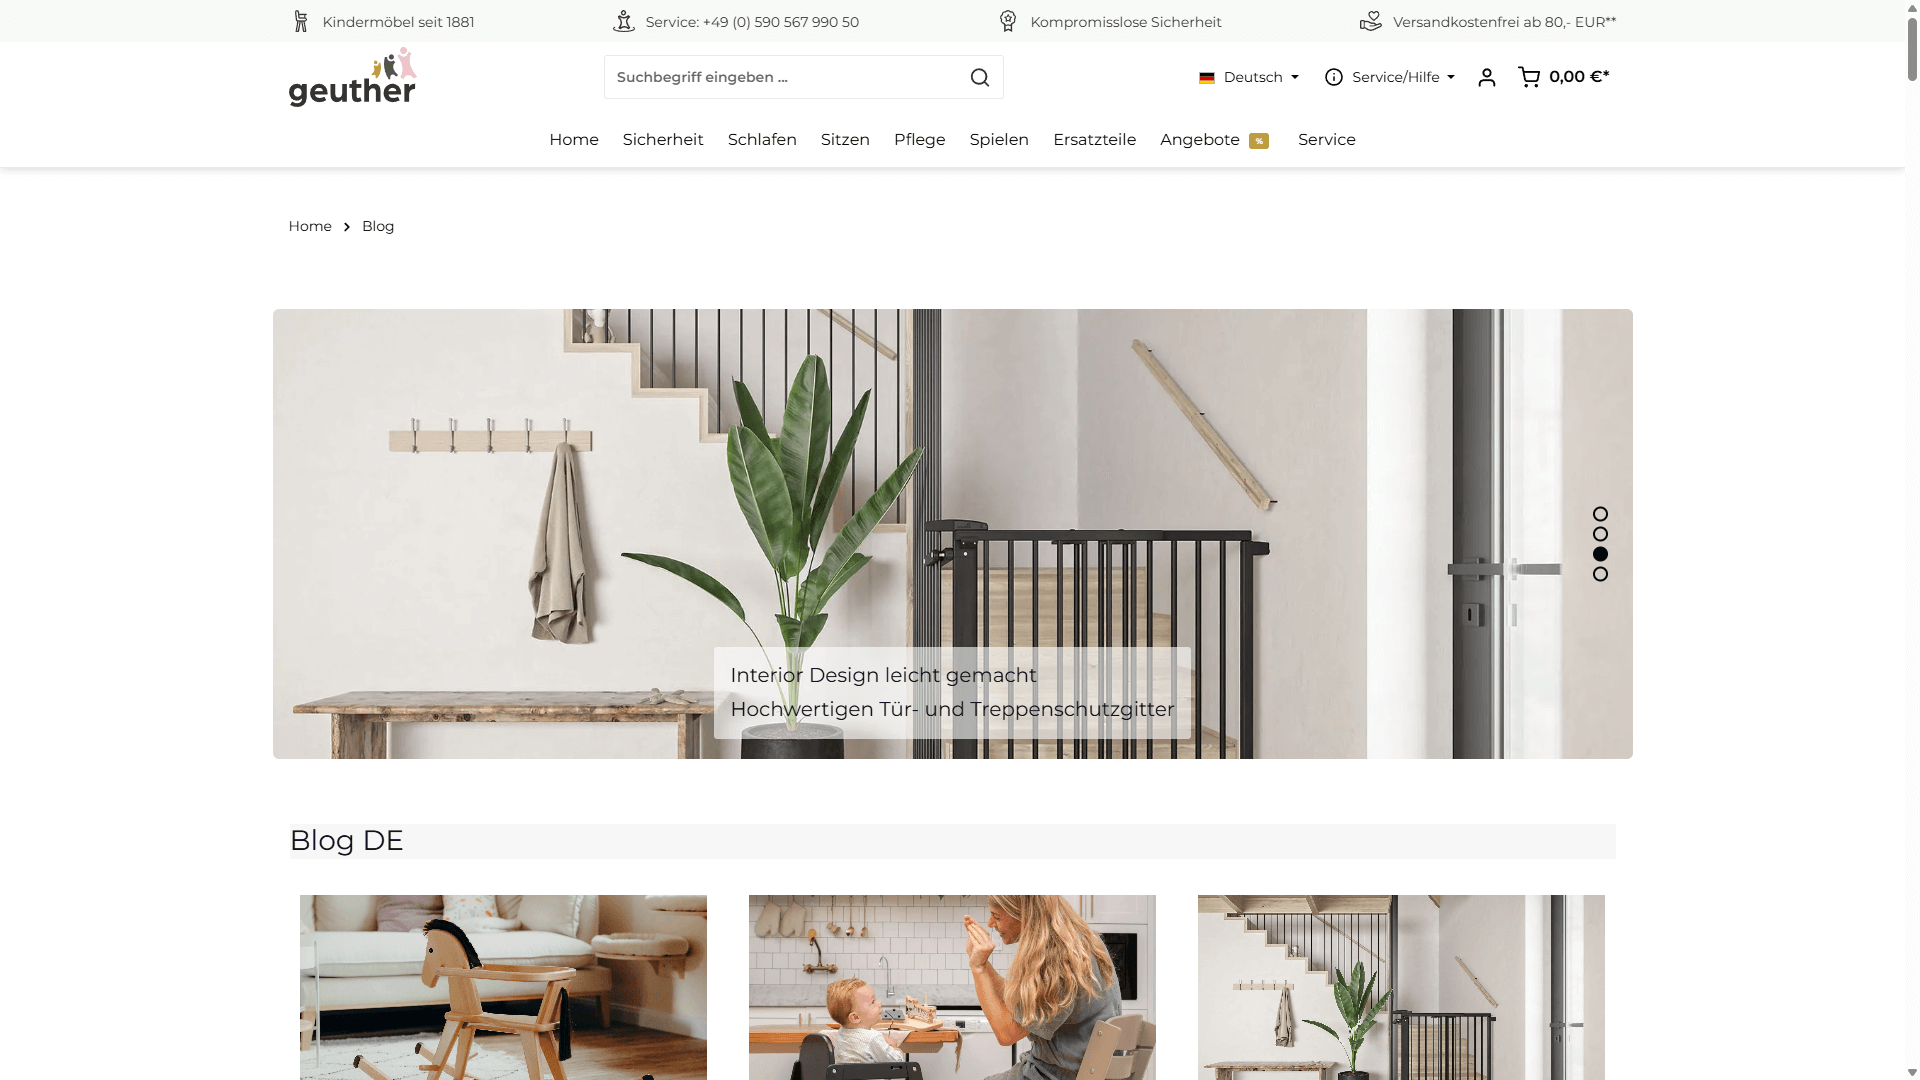 Kindermöbel seit 1881
Service: +49 (0) 590 567 990 50
Kompromisslose Sicherheit
Versandkostenfrei ab 80,- EUR**
geuther
Suchbegriff eingeben ...
Deutsch
Service/Hilfe
0,00 €*
Home
Sicherheit
Schlafen
Sitzen
Pflege
Spielen
Ersatzteile
Angebote %
Service
Home
Blog
Interior Design leicht gemacht
Hochwertigen Tür- und Treppenschutzgitter
Blog DE